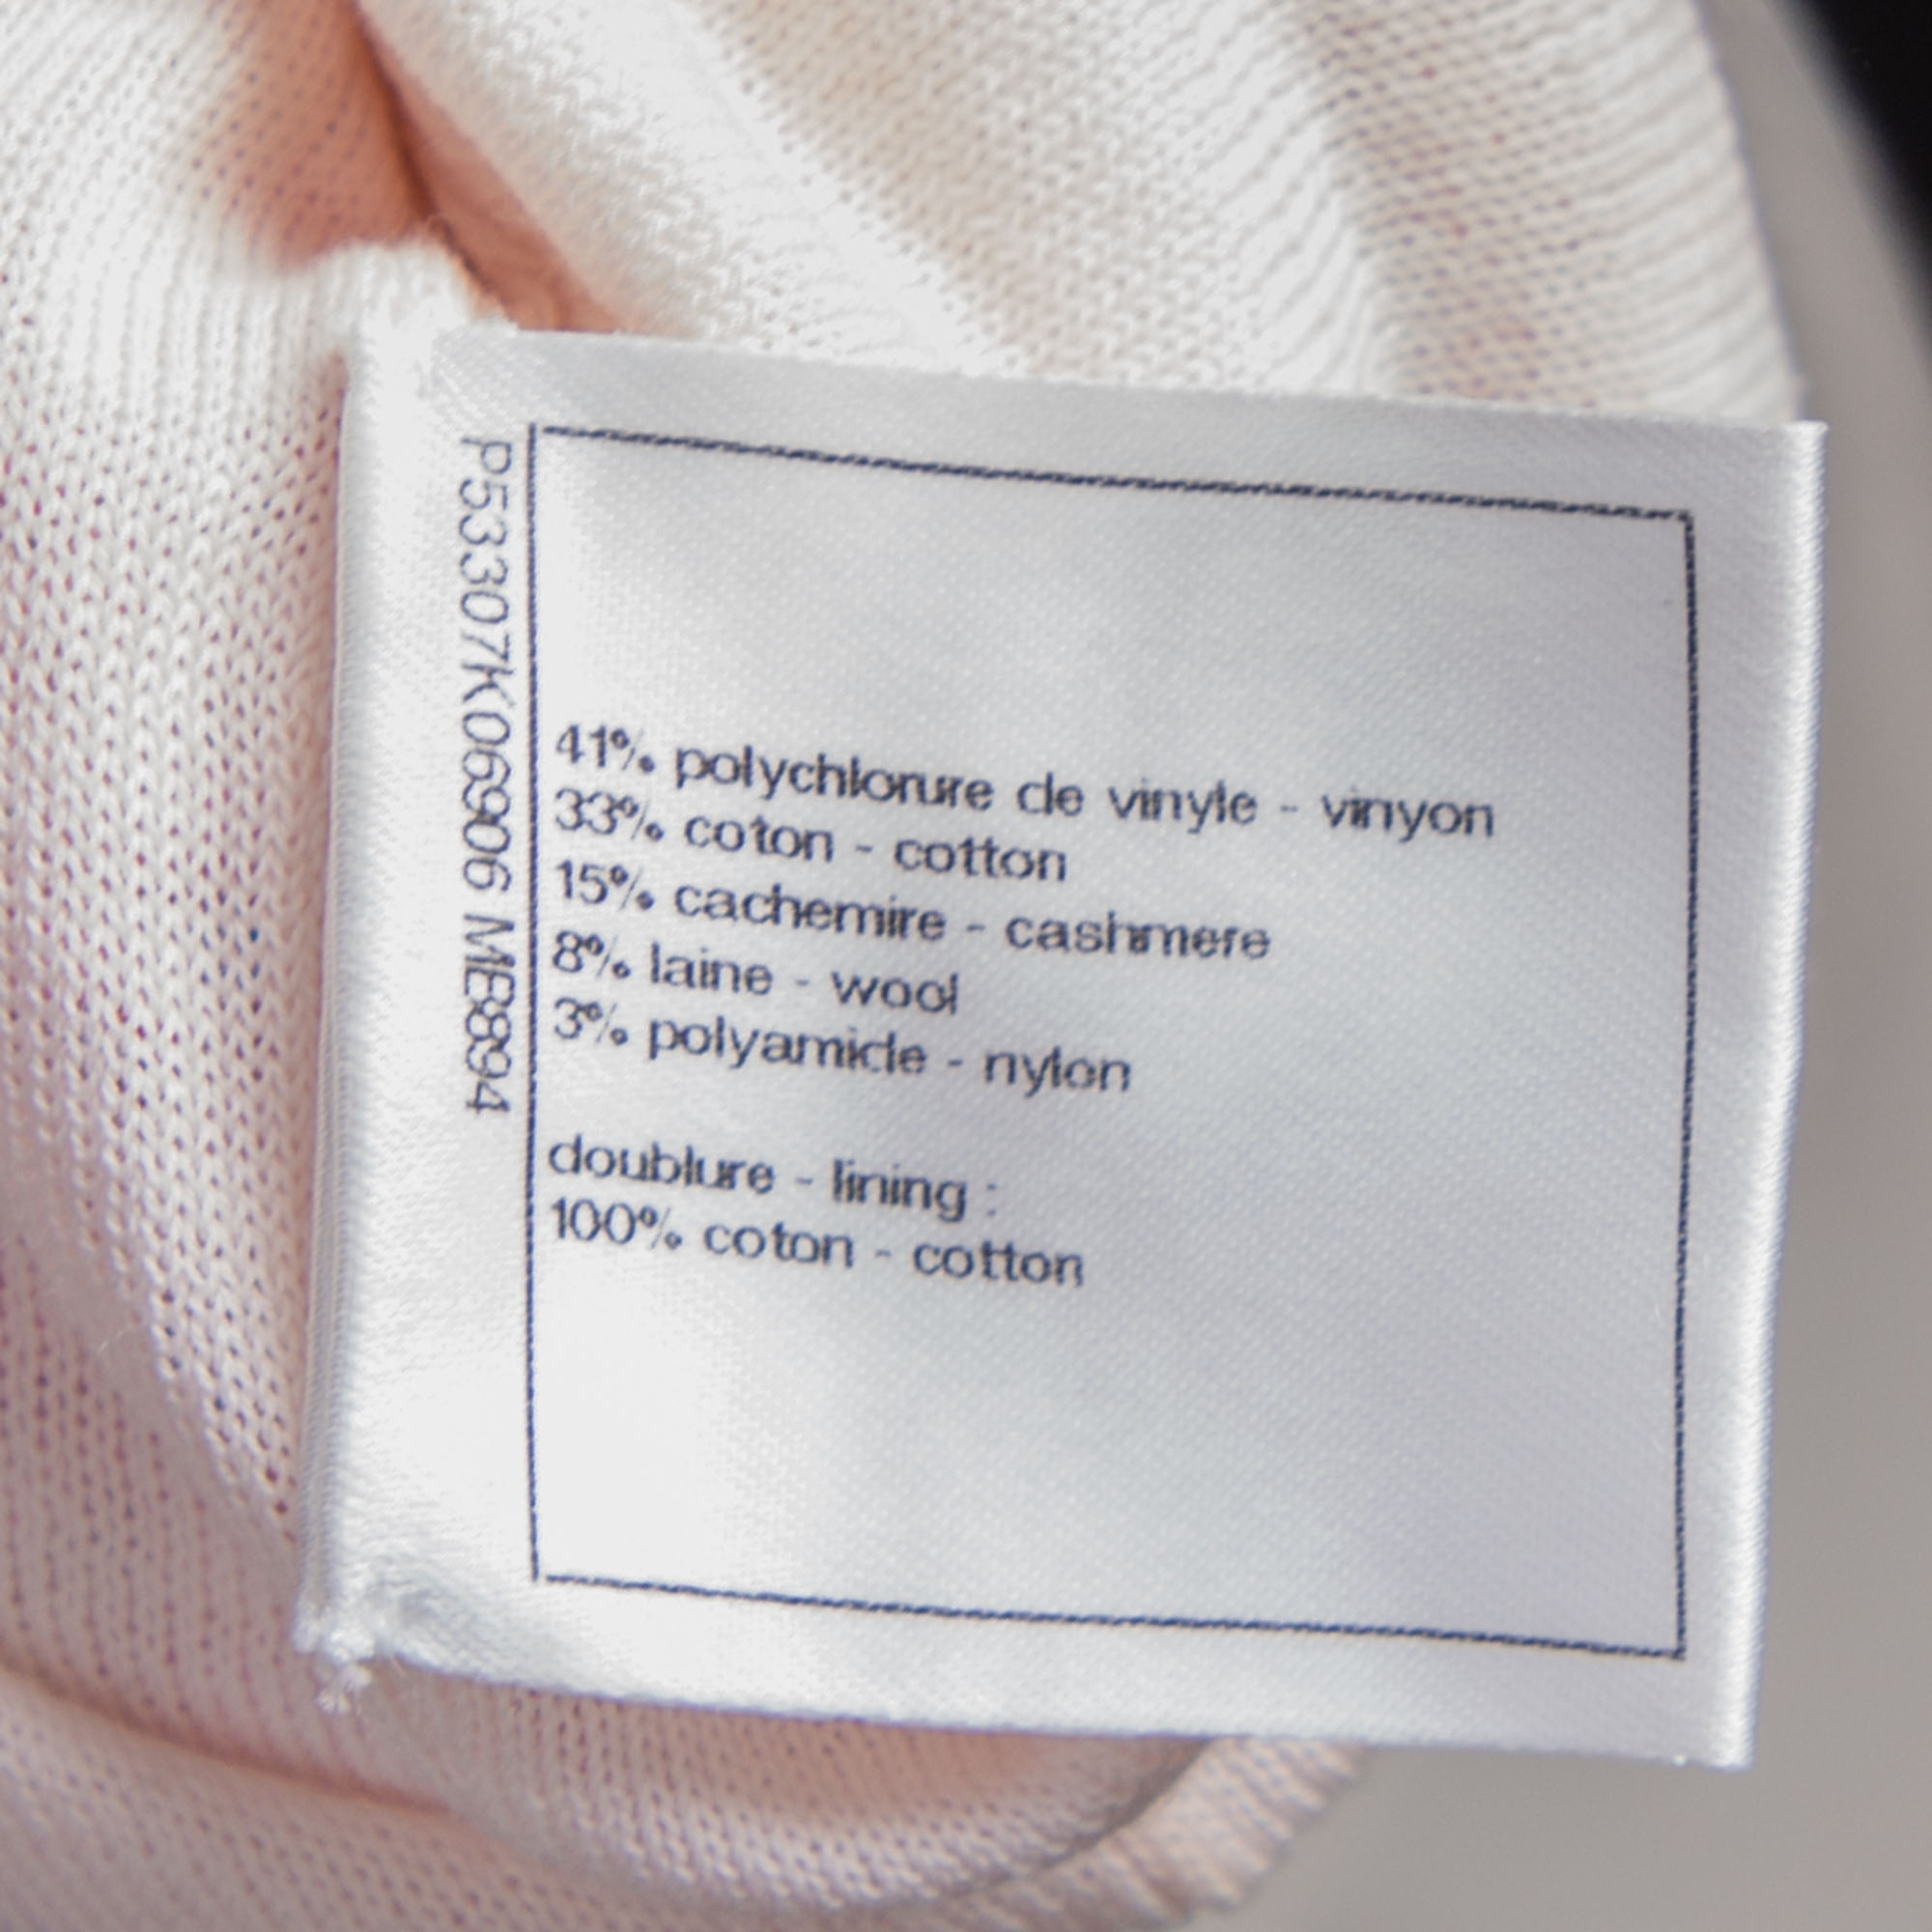 P53307K06906 MB8894
41% polychlorure de vinyle - vinyon
33% coton - cotton
15% cachemire - cashmere
8% laine - wool
3% polyamide - nylon
doublure - lining :
100% coton - cotton